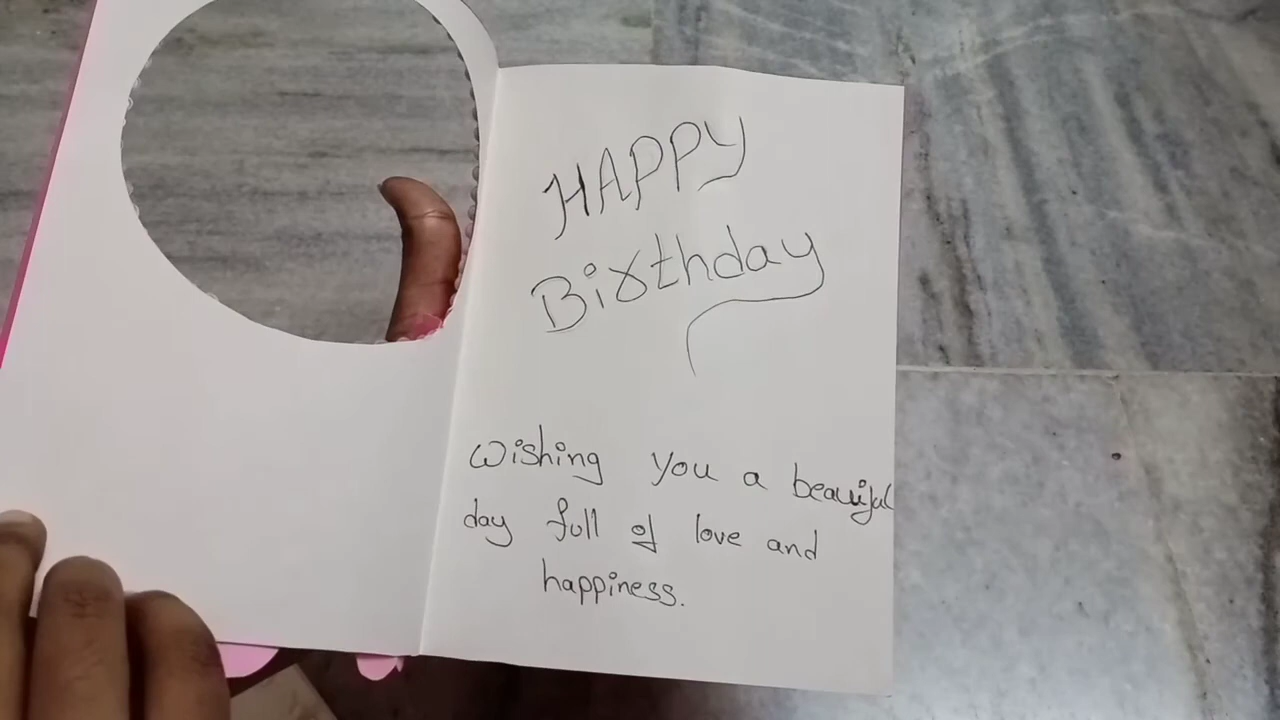 HAPPY
Birthday
Wishing you a beautiful
day full of love and
happiness.